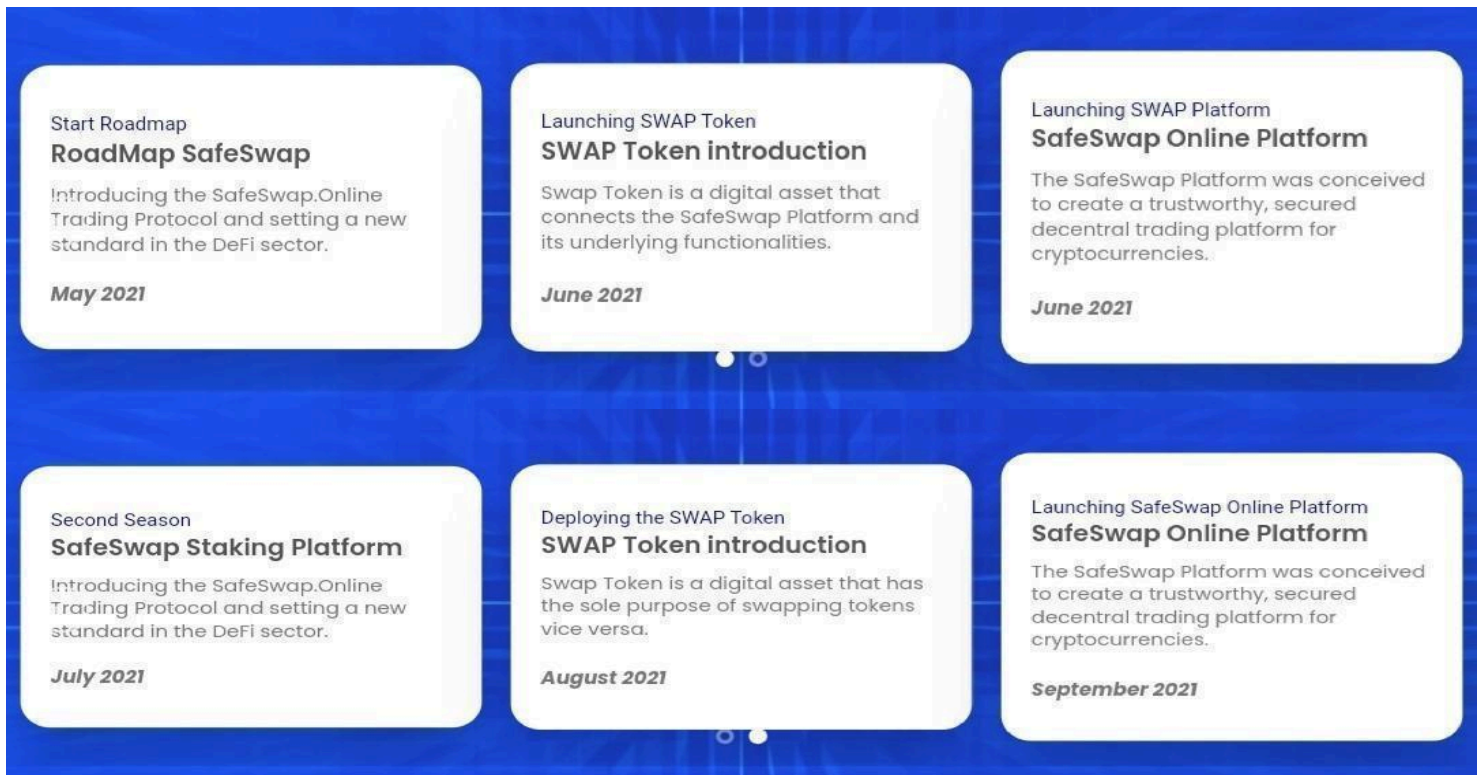 Start Roadmap
RoadMap SafeSwap
Introducing the SafeSwap.Online
Trading Protocol and setting a new
standard in the DeFi sector.
May 2021
Launching SWAP Token
SWAP Token introduction
Swap Token is a digital asset that
connects the SafeSwap Platform and
its underlying functionalities.
June 2021
Launching SWAP Platform
SafeSwap Online Platform
The SafeSwap Platform was conceived
to create a trustworthy, secured
decentral trading platform for
cryptocurrencies.
June 2021
Second Season
SafeSwap Staking Platform
Introducing the SafeSwap.Online
Trading Protocol and setting a new
standard in the DeFi sector.
July 2021
Deploying the SWAP Token
SWAP Token introduction
Swap Token is a digital asset that has
the sole purpose of swapping tokens
vice versa.
August 2021
Launching SafeSwap Online Platform
SafeSwap Online Platform
The SafeSwap Platform was conceived
to create a trustworthy, secured
decentral trading platform for
cryptocurrencies.
September 2021